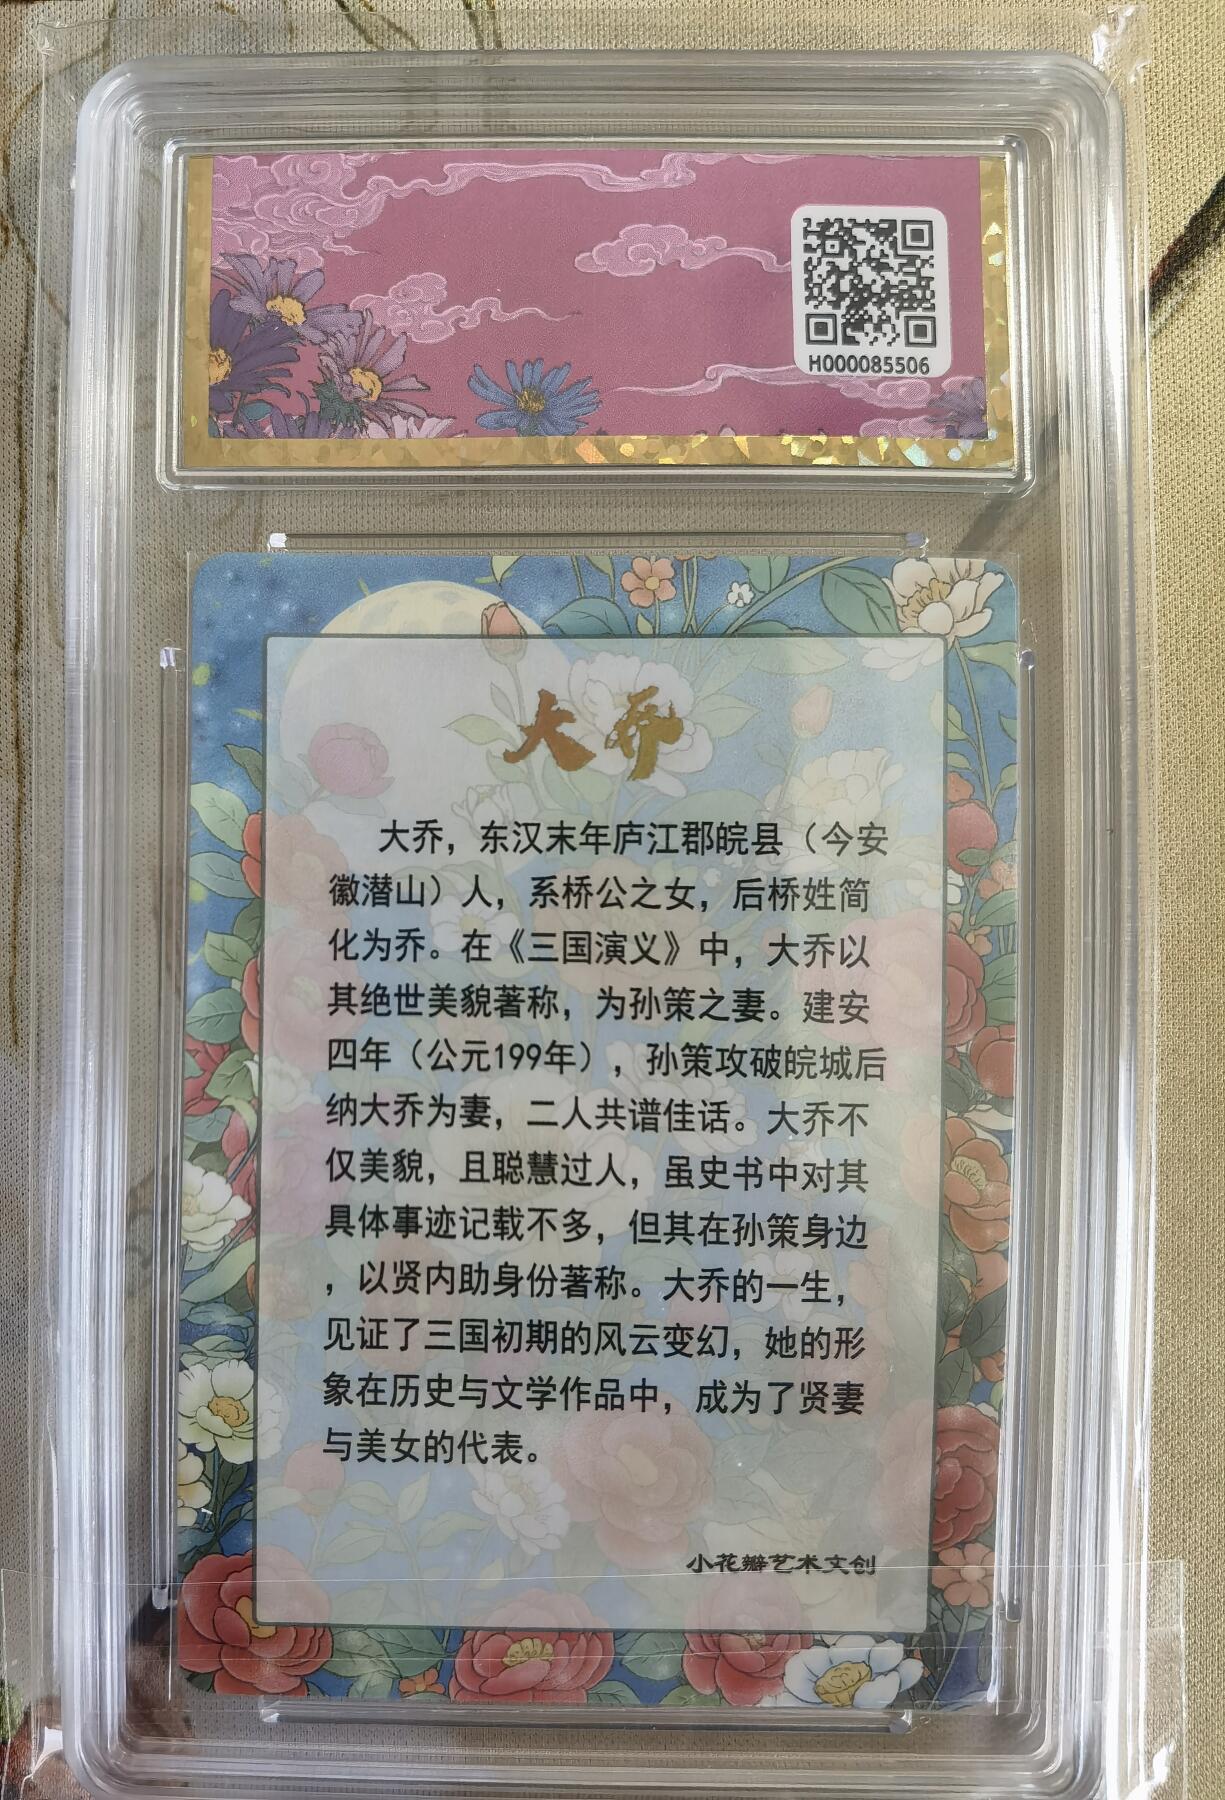 H000085506
大乔
大乔，东汉末年庐江郡皖县（今安
徽潜山）人，系桥公之女，后桥姓简
化为乔。在《三国演义》中，大乔以
其绝世美貌著称，为孙策之妻。建安
四年（公元199年），孙策攻破皖城后
纳大乔为妻，二人共谱佳话。大乔不
仅美貌，且聪慧过人，虽史书中对其
具体事迹记载不多，但其在孙策身边
，以贤内助身份著称。大乔的一生，
见证了三国初期的风云变幻，她的形
象在历史与文学作品中，成为了贤妻
与美女的代表。
小花瓣艺术文创